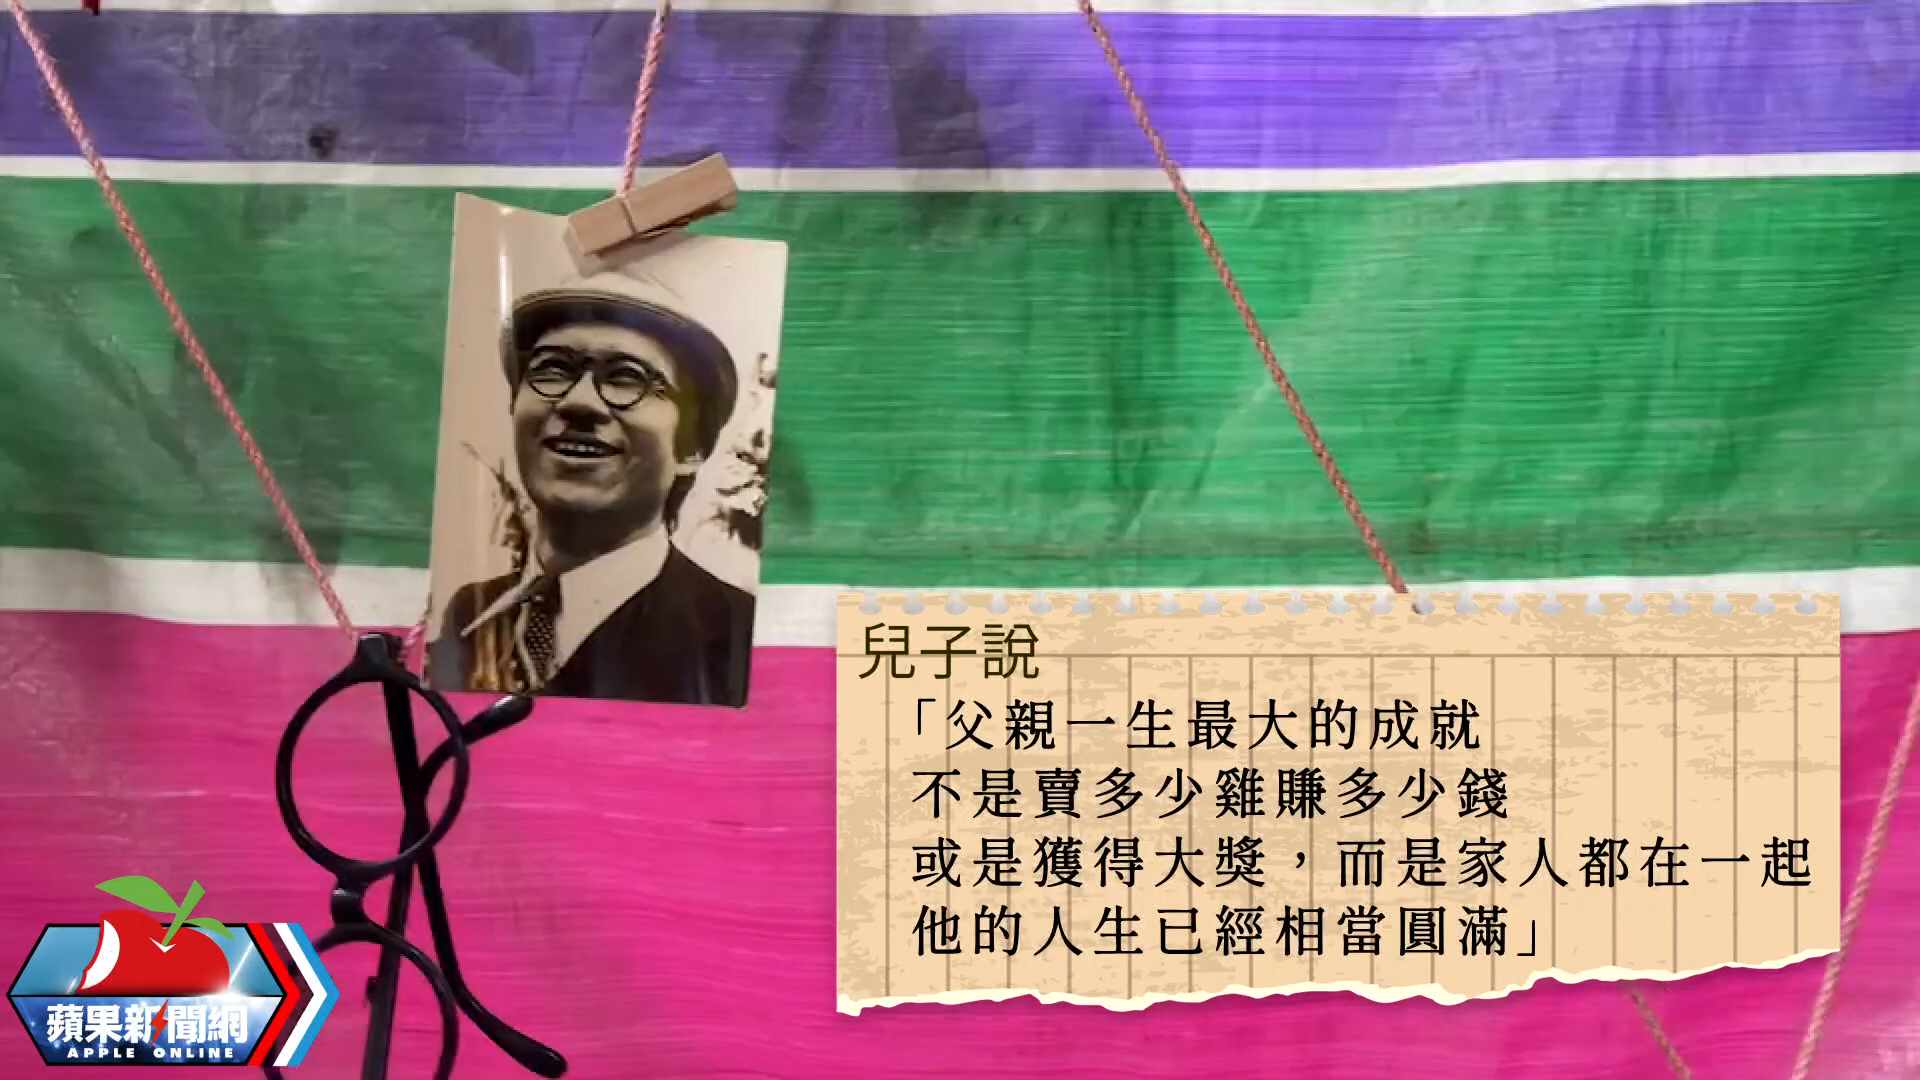 兒子說
「父親一生最大的成就
不是賣多少雞賺多少錢
或是獲得大獎，而是家人都在一起
他的人生已經相當圓滿」
蘋果新聞網
APPLE ONLINE